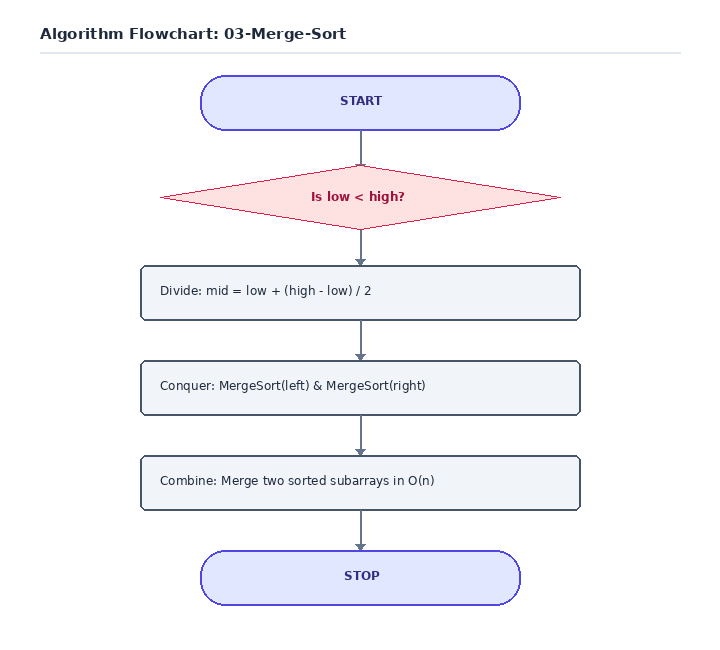 Algorithm Flowchart: 03-Merge-Sort
START
Is low < high?
Divide: mid = low + (high - low) / 2
Conquer: MergeSort(left) & MergeSort(right)
Combine: Merge two sorted subarrays in O(n)
STOP